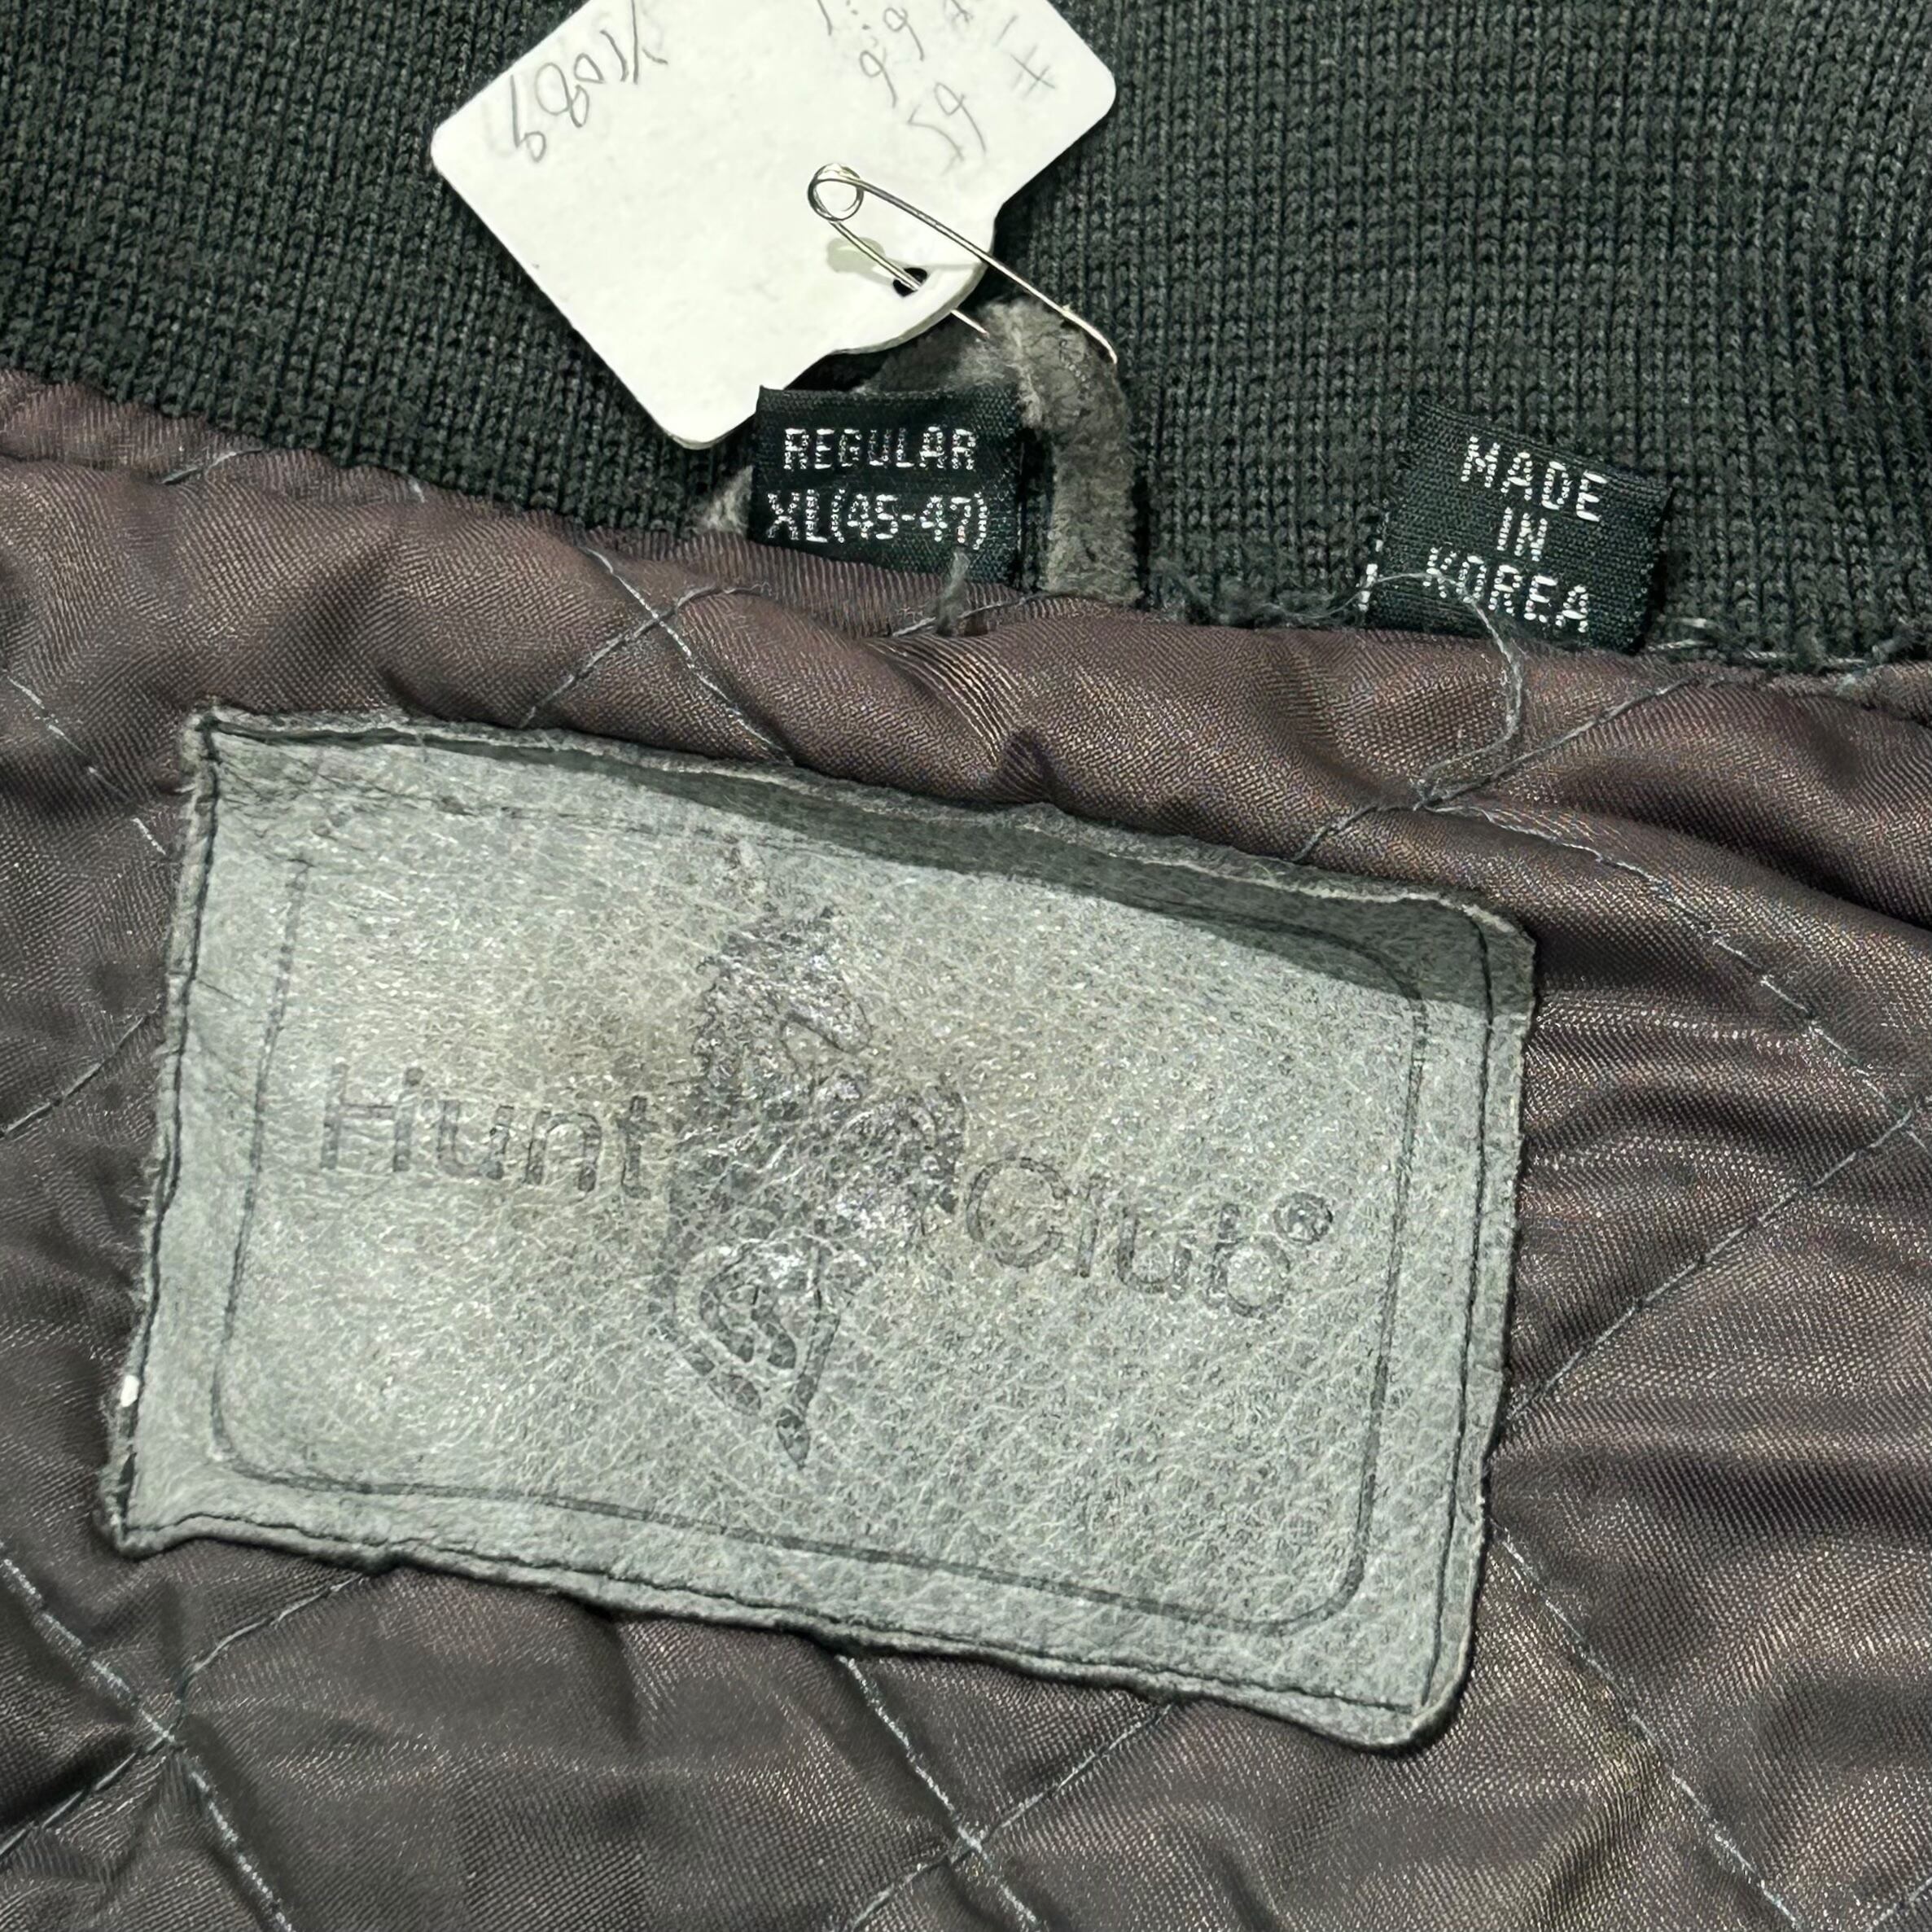 REGULAR
XL(45-47)
MADE
IN
KOREA
Hunt Club®